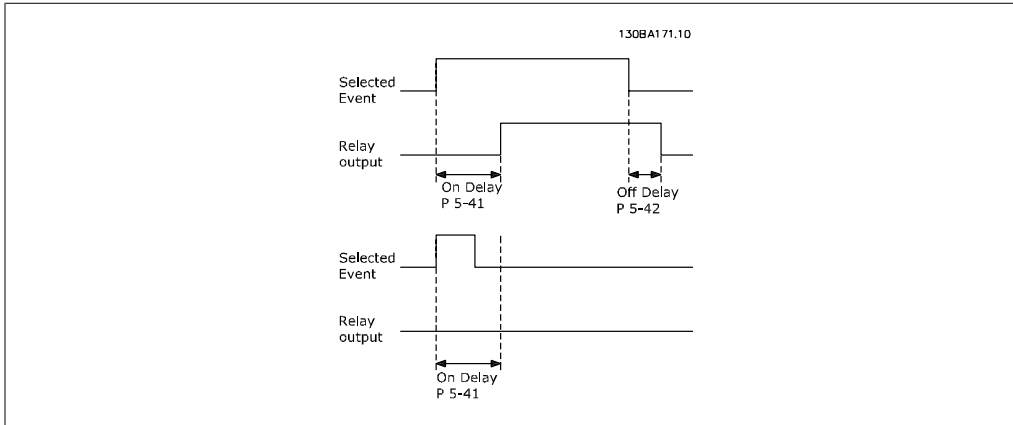 130BA171.10
Selected
Event
Relay
output
On Delay
P 5-41
Off Delay
P 5-42
Selected
Event
Relay
output
On Delay
P 5-41